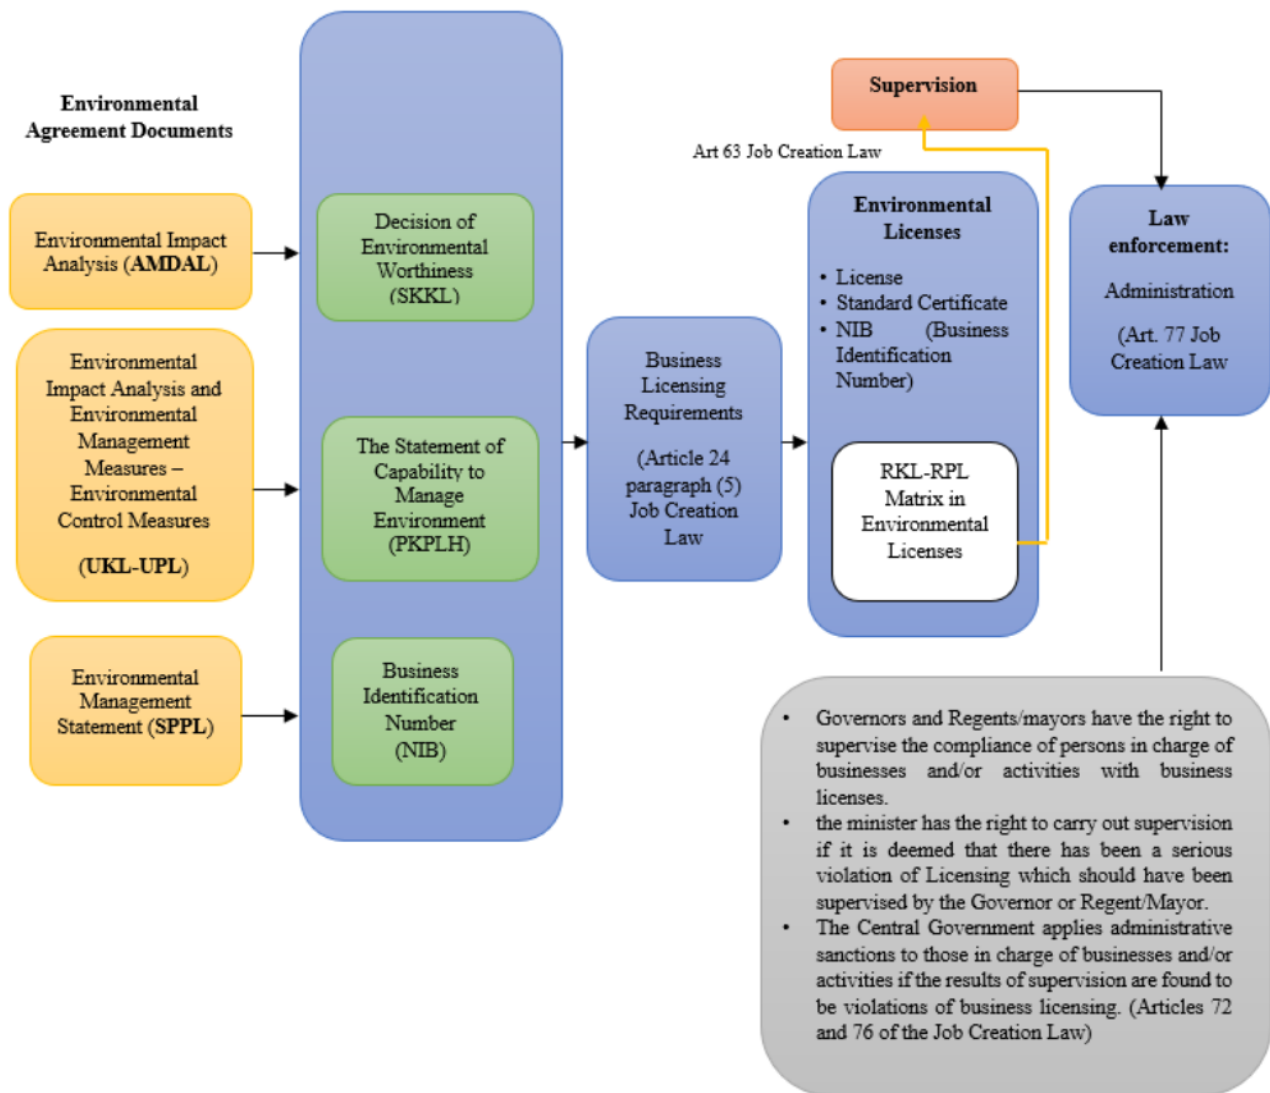 Environmental
Agreement Documents
Environmental Impact
Analysis (AMDAL)
Environmental
Impact Analysis and
Environmental
Management
Measures –
Environmental
Control Measures
(UKL-UPL)
Environmental
Management
Statement (SPPL)
Decision of
Environmental
Worthiness
(SKKL)
The Statement of
Capability to
Manage
Environment
(PKPLH)
Business
Identification
Number
(NIB)
Business
Licensing
Requirements
(Article 24
paragraph (5)
Job Creation
Law
Supervision
Art 63 Job Creation Law
Environmental
Licenses
• License
• Standard Certificate
• NIB (Business
Identification
Number)
RKL-RPL
Matrix in
Environmental
Licenses
Law
enforcement:
Administration
(Art. 77 Job
Creation Law
• Governors and Regents/mayors have the right to
supervise the compliance of persons in charge of
businesses and/or activities with business
licenses.
• the minister has the right to carry out supervision
if it is deemed that there has been a serious
violation of Licensing which should have been
supervised by the Governor or Regent/Mayor.
• The Central Government applies administrative
sanctions to those in charge of businesses and/or
activities if the results of supervision are found to
be violations of business licensing. (Articles 72
and 76 of the Job Creation Law)